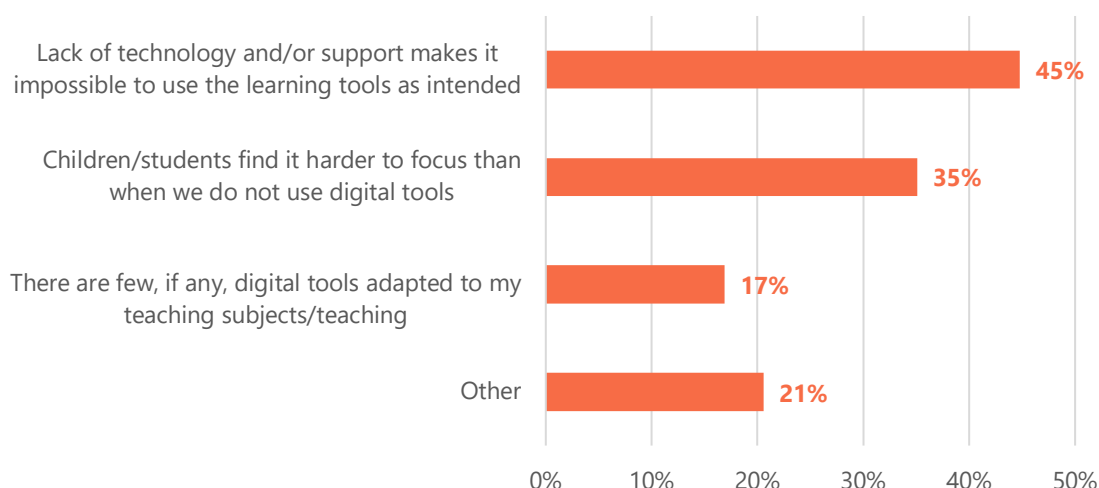 Lack of technology and/or support makes it
impossible to use the learning tools as intended
45%
Children/students find it harder to focus than
when we do not use digital tools
35%
There are few, if any, digital tools adapted to my
teaching subjects/teaching
17%
Other
21%
0% 10% 20% 30% 40% 50%